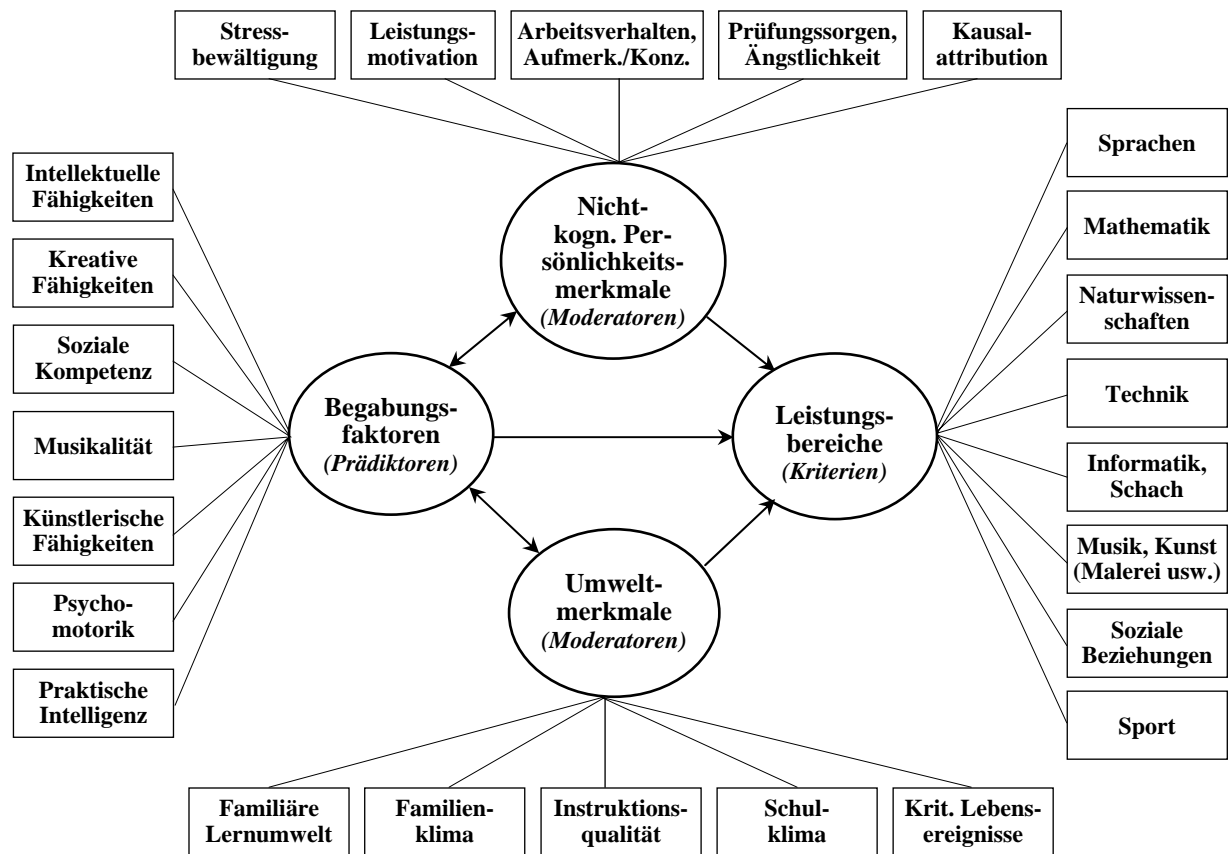 Stress-
bewältigung
Leistungs-
motivation
Arbeitsverhalten,
Aufmerk./Konz.
Prüfungssorgen,
Ängstlichkeit
Kausal-
attribution
Intellektuelle
Fähigkeiten
Kreative
Fähigkeiten
Soziale
Kompetenz
Musikalität
Künstlerische
Fähigkeiten
Psycho-
motorik
Praktische
Intelligenz
Nicht-
kogn. Per-
sönlichkeits-
merkmale
(Moderatoren)
Begabungs-
faktoren
(Prädiktoren)
Leistungs-
bereiche
(Kriterien)
Umwelt-
merkmale
(Moderatoren)
Sprachen
Mathematik
Naturwissen-
schaften
Technik
Informatik,
Schach
Musik, Kunst
(Malerei usw.)
Soziale
Beziehungen
Sport
Familiäre
Lernumwelt
Familien-
klima
Instruktions-
qualität
Schul-
klima
Krit. Lebens-
ereignisse